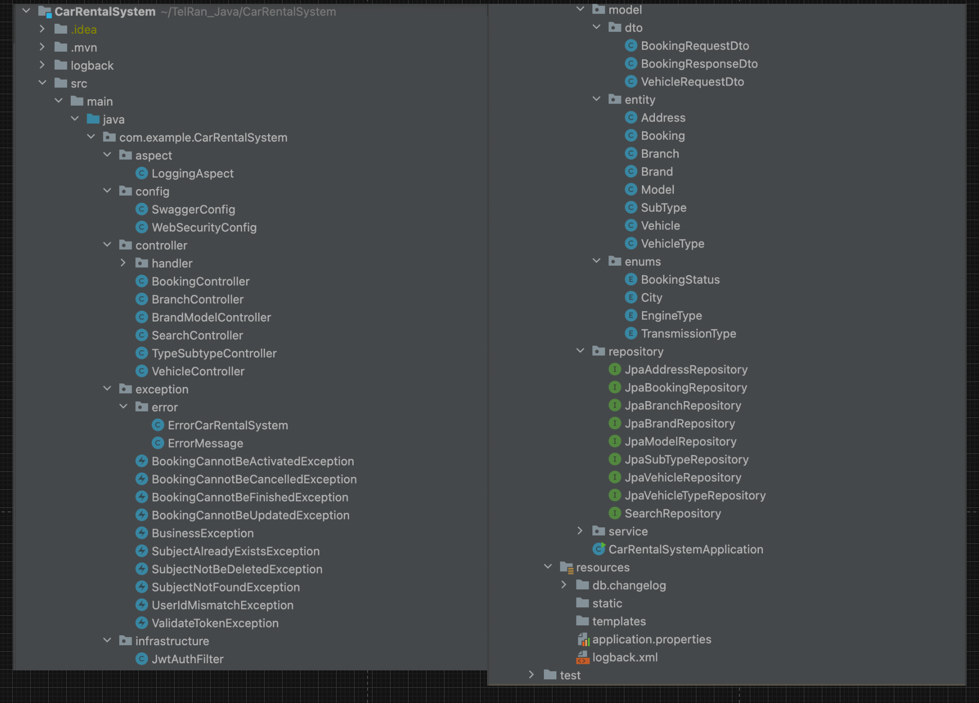 CarRentalSystem ~/TelRan_Java/CarRentalSystem
.idea
.mvn
logback
src
main
java
com.example.CarRentalSystem
aspect
LoggingAspect
config
SwaggerConfig
WebSecurityConfig
controller
handler
BookingController
BranchController
BrandModelController
SearchController
TypeSubtypeController
VehicleController
exception
error
ErrorCarRentalSystem
ErrorMessage
BookingCannotBeActivatedException
BookingCannotBeCancelledException
BookingCannotBeFinishedException
BookingCannotBeUpdatedException
BusinessException
SubjectAlreadyExistsException
SubjectNotBeDeletedException
SubjectNotFoundException
UserIdMismatchException
ValidateTokenException
infrastructure
JwtAuthFilter
model
dto
BookingRequestDto
BookingResponseDto
VehicleRequestDto
entity
Address
Booking
Branch
Brand
Model
SubType
Vehicle
VehicleType
enums
BookingStatus
City
EngineType
TransmissionType
repository
JpaAddressRepository
JpaBookingRepository
JpaBranchRepository
JpaBrandRepository
JpaModelRepository
JpaSubTypeRepository
JpaVehicleRepository
JpaVehicleTypeRepository
SearchRepository
service
CarRentalSystemApplication
resources
db.changelog
static
templates
application.properties
logback.xml
test